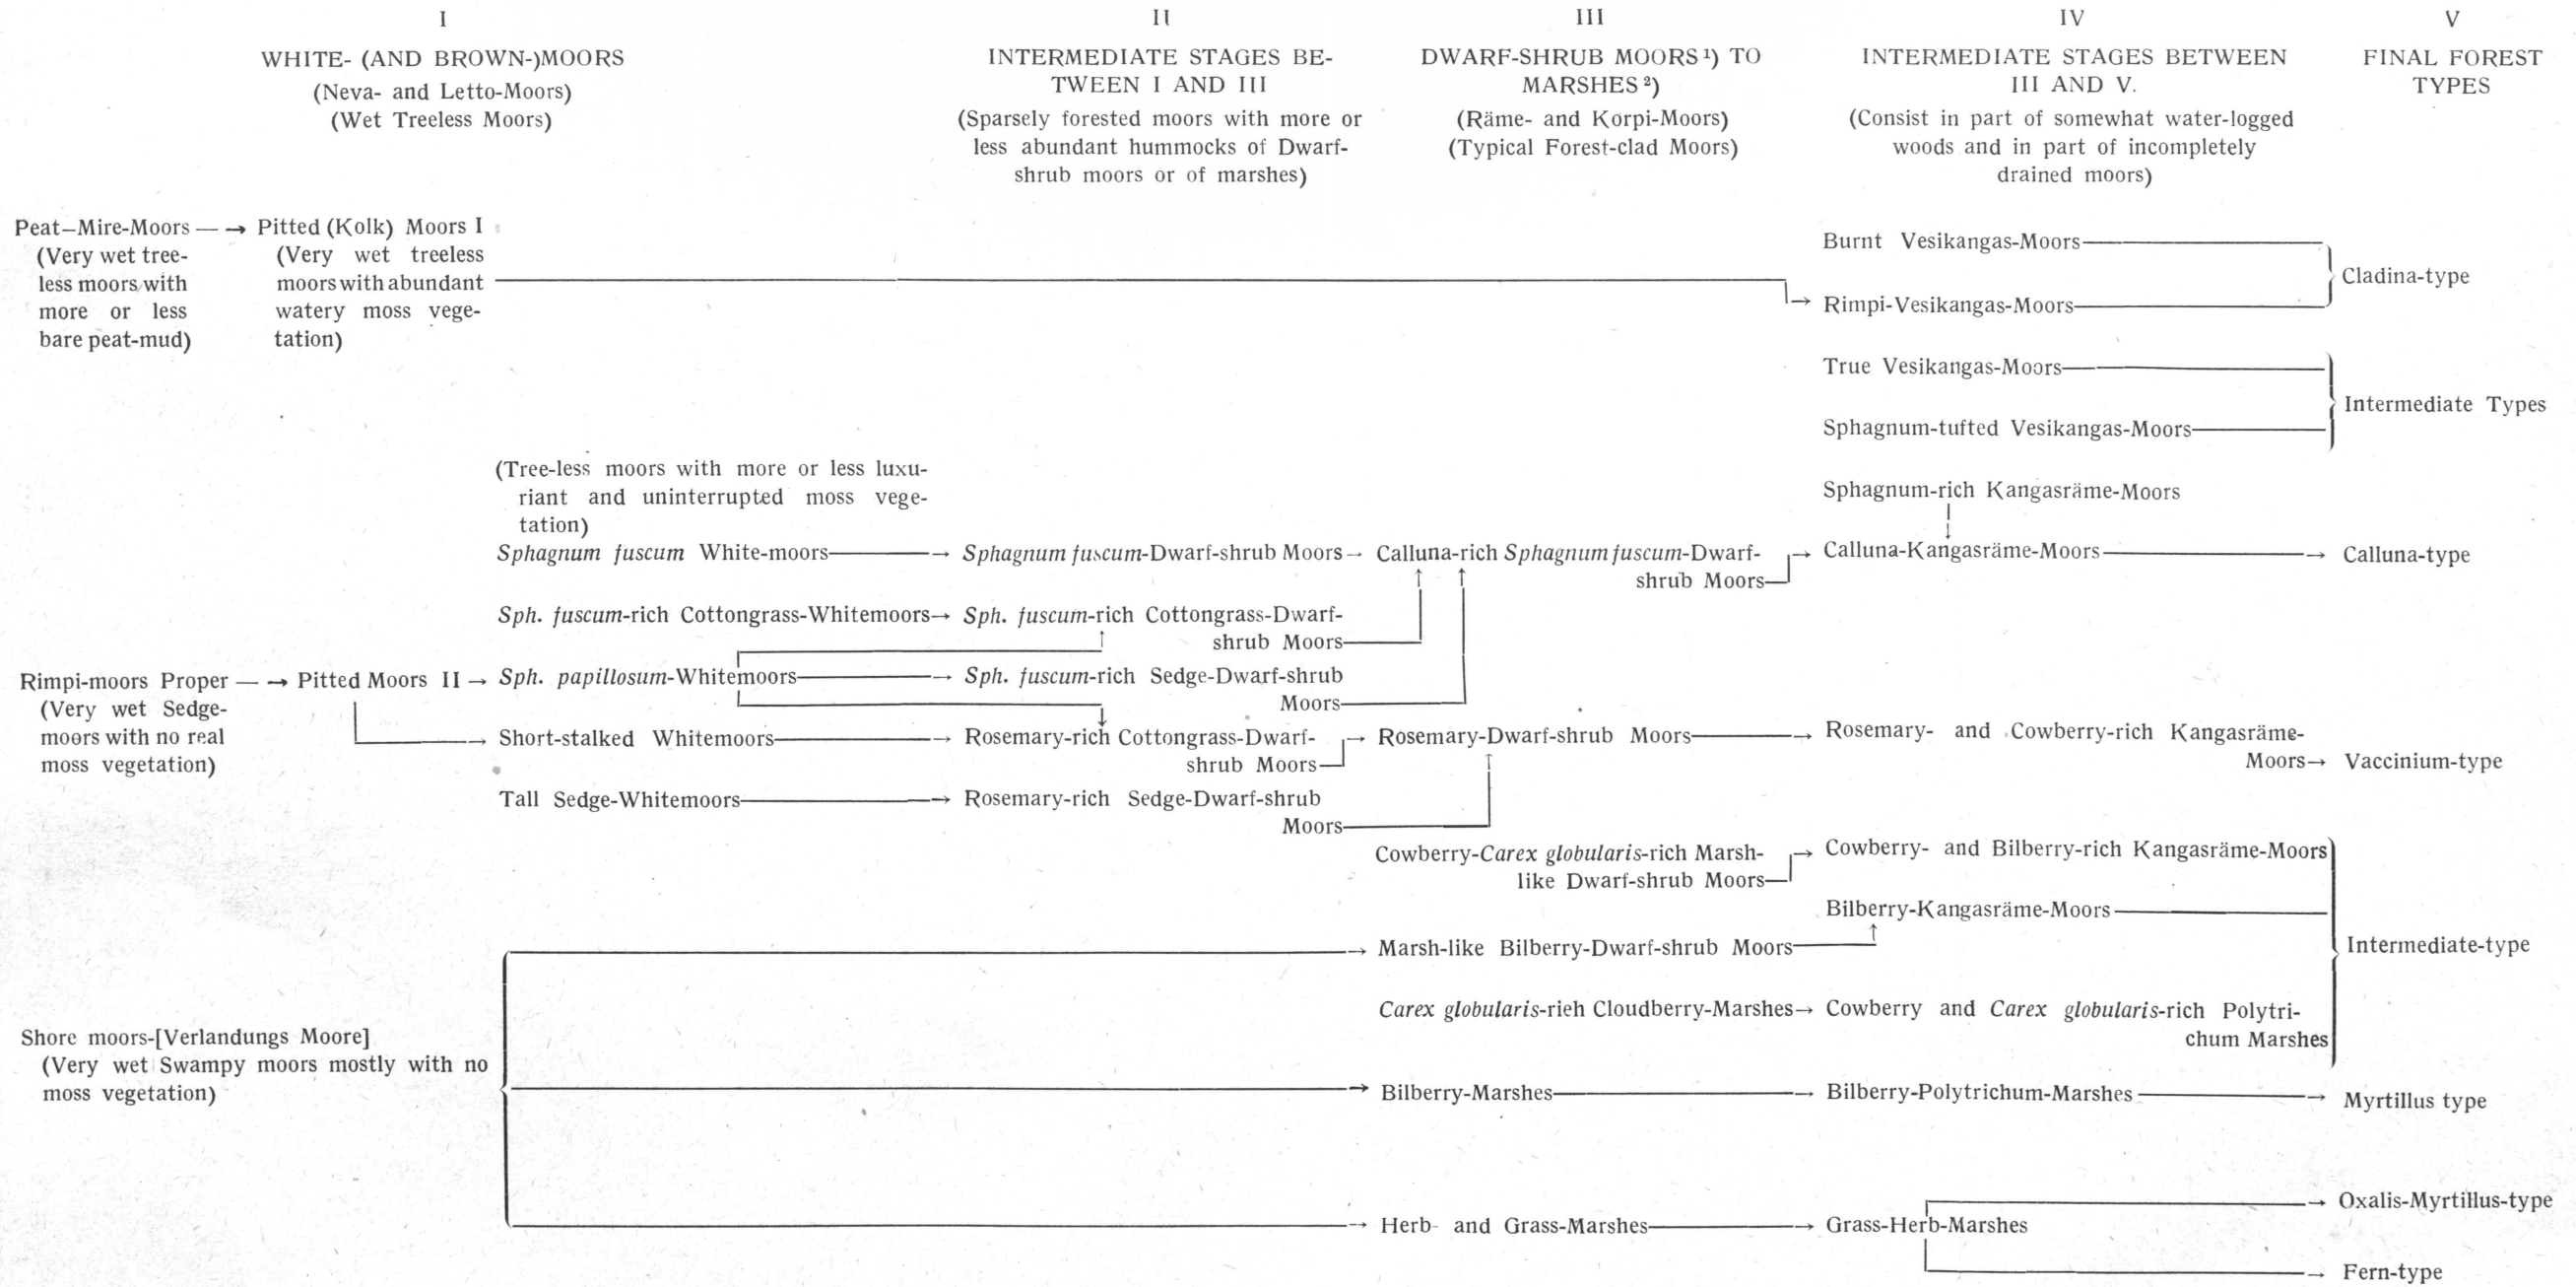 I
WHITE- (AND BROWN-)MOORS
(Neva- and Letto-Moors)
(Wet Treeless Moors)
II
INTERMEDIATE STAGES BE-
TWEEN I AND III
(Sparsely forested moors with more or
less abundant hummocks of Dwarf-
shrub moors or of marshes)
III
DWARF-SHRUB MOORS ¹) TO
MARSHES ²)
(Räme- and Korpi-Moors)
(Typical Forest-clad Moors)
IV
INTERMEDIATE STAGES BETWEEN
III AND V.
(Consist in part of somewhat water-logged
woods and in part of incompletely
drained moors)
V
FINAL FOREST
TYPES
Peat–Mire-Moors — →
(Very wet tree-
less moors with
more or less
bare peat-mud)
Pitted (Kolk) Moors I
(Very wet treeless
moors with abundant
watery moss vege-
tation)
Burnt Vesikangas-Moors
Rimpi-Vesikangas-Moors
Cladina-type
True Vesikangas-Moors
Sphagnum-tufted Vesikangas-Moors
Intermediate Types
(Tree-less moors with more or less luxu-
riant and uninterrupted moss vege-
tation)
Sphagnum-rich Kangasräme-Moors
Sphagnum fuscum White-moors → Sphagnum fuscum-Dwarf-shrub Moors → Calluna-rich Sphagnum fuscum-Dwarf-
shrub Moors
→ Calluna-Kangasräme-Moors → Calluna-type
Sph. fuscum-rich Cottongrass-Whitemoors → Sph. fuscum-rich Cottongrass-Dwarf-
shrub Moors
Rimpi-moors Proper — →
(Very wet Sedge-
moors with no real
moss vegetation)
Pitted Moors II → Sph. papillosum-Whitemoors → Sph. fuscum-rich Sedge-Dwarf-shrub
Moors
→ Short-stalked Whitemoors → Rosemary-rich Cottongrass-Dwarf-
shrub Moors
→ Rosemary-Dwarf-shrub Moors → Rosemary- and Cowberry-rich Kangasräme-
Moors → Vaccinium-type
Tall Sedge-Whitemoors → Rosemary-rich Sedge-Dwarf-shrub
Moors
Cowberry-Carex globularis-rich Marsh-
like Dwarf-shrub Moors
→ Cowberry- and Bilberry-rich Kangasräme-Moors
Bilberry-Kangasräme-Moors
→ Marsh-like Bilberry-Dwarf-shrub Moors
Intermediate-type
Carex globularis-rieh Cloudberry-Marshes → Cowberry and Carex globularis-rich Polytri-
chum Marshes
Shore moors-[Verlandungs Moore]
(Very wet Swampy moors mostly with no
moss vegetation)
→ Bilberry-Marshes → Bilberry-Polytrichum-Marshes → Myrtillus type
→ Herb- and Grass-Marshes → Grass-Herb-Marshes
→ Oxalis-Myrtillus-type
→ Fern-type